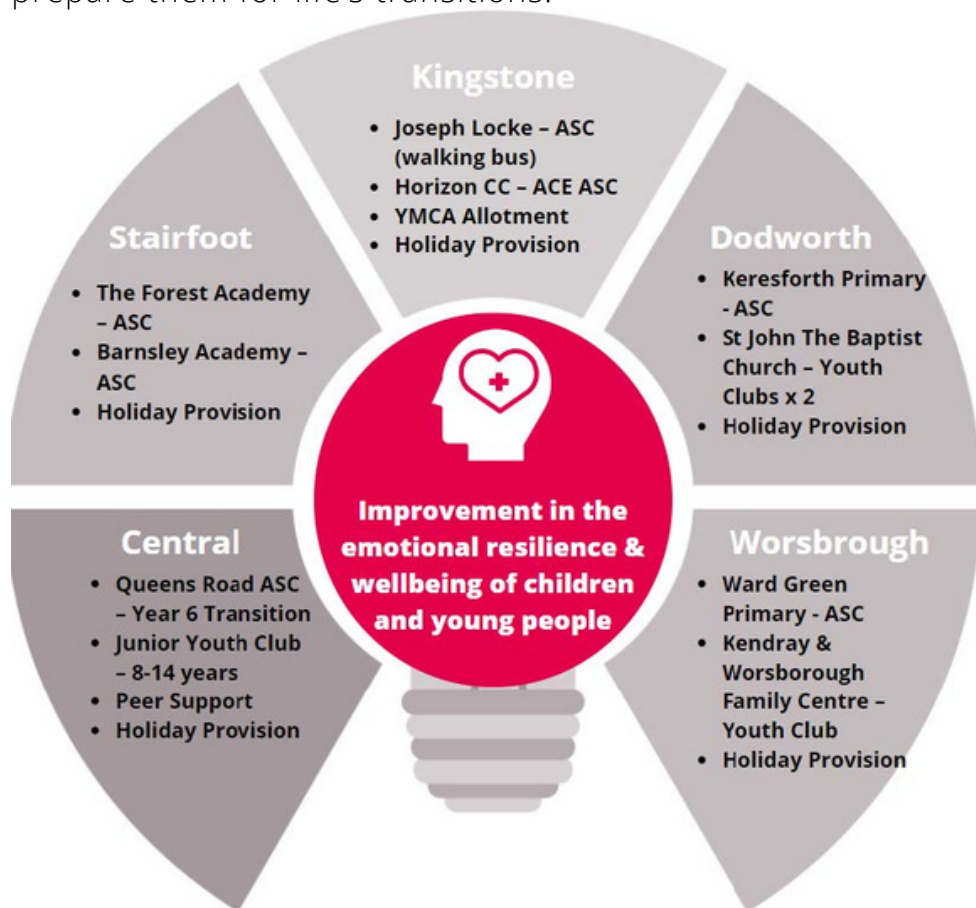 prepare them for life's transitions.
Kingstone
• Joseph Locke – ASC
(walking bus)
• Horizon CC – ACE ASC
• YMCA Allotment
• Holiday Provision
Stairfoot
• The Forest Academy
– ASC
• Barnsley Academy –
ASC
• Holiday Provision
Dodworth
• Keresforth Primary
- ASC
• St John The Baptist
Church – Youth
Clubs x 2
• Holiday Provision
Central
• Queens Road ASC
– Year 6 Transition
• Junior Youth Club
– 8-14 years
• Peer Support
• Holiday Provision
Improvement in the
emotional resilience &
wellbeing of children
and young people
Worsbrough
• Ward Green
Primary - ASC
• Kendray &
Worsborough
Family Centre –
Youth Club
• Holiday Provision